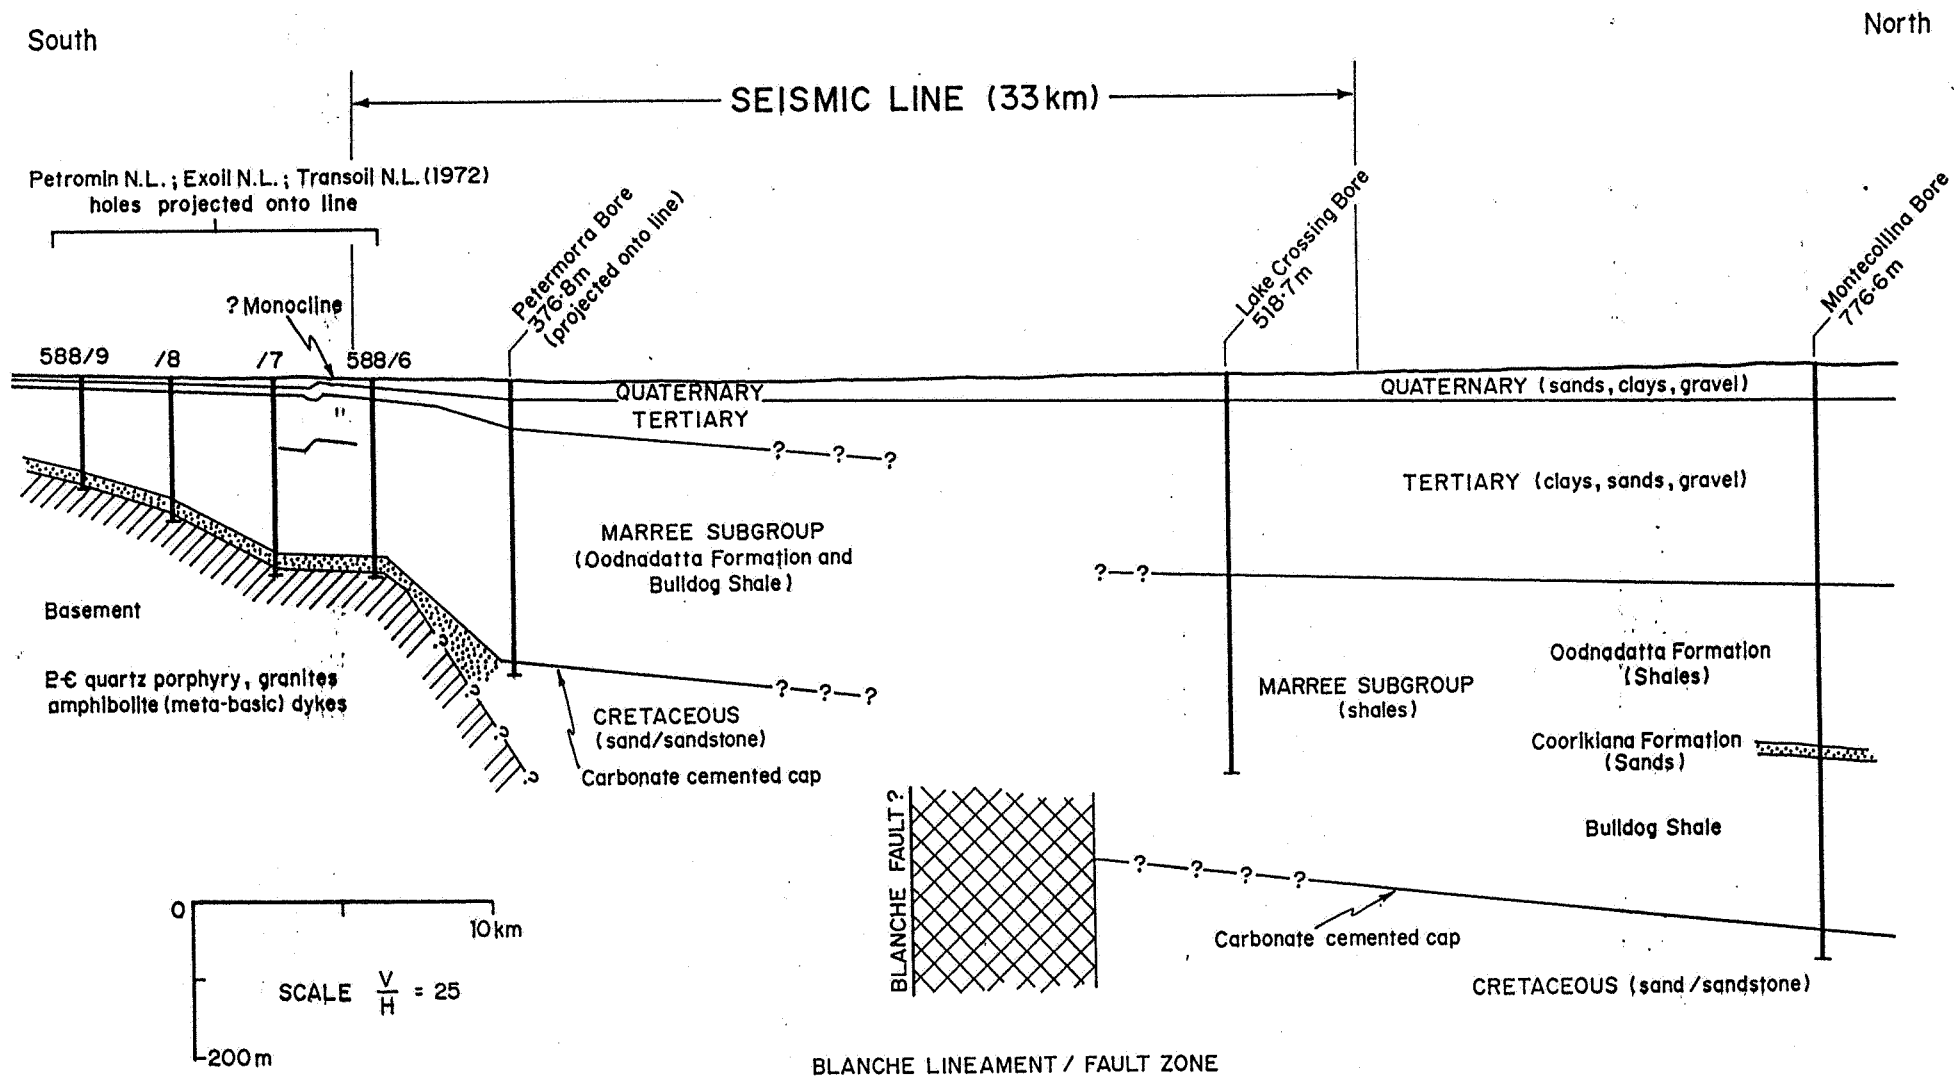 South
North
SEISMIC LINE (33km)
Petromin N.L.; Exoil N.L.; Transoil N.L. (1972)
holes projected onto line
Petermorra Bore
376·8m
(projected onto line)
Lake Crossing Bore
518·7m
Montecollina Bore
776·6m
? Monocline
588/9
/8
/7
588/6
QUATERNARY
TERTIARY
? ? ?
QUATERNARY (sands, clays, gravel)
TERTIARY (clays, sands, gravel)
MARREE SUBGROUP
(Oodnadatta Formation and
Bulldog Shale)
? ?
Basement
P-Є quartz porphyry, granites
amphibolite (meta-basic) dykes
? ? ? ?
? ? ?
CRETACEOUS
(sand/sandstone)
Carbonate cemented cap
MARREE SUBGROUP
(shales)
Oodnadatta Formation
(Shales)
Coorikiana Formation
(Sands)
Bulldog Shale
BLANCHE FAULT?
? ? ? ?
Carbonate cemented cap
CRETACEOUS (sand/sandstone)
0
10km
SCALE V/H = 25
200m
BLANCHE LINEAMENT / FAULT ZONE